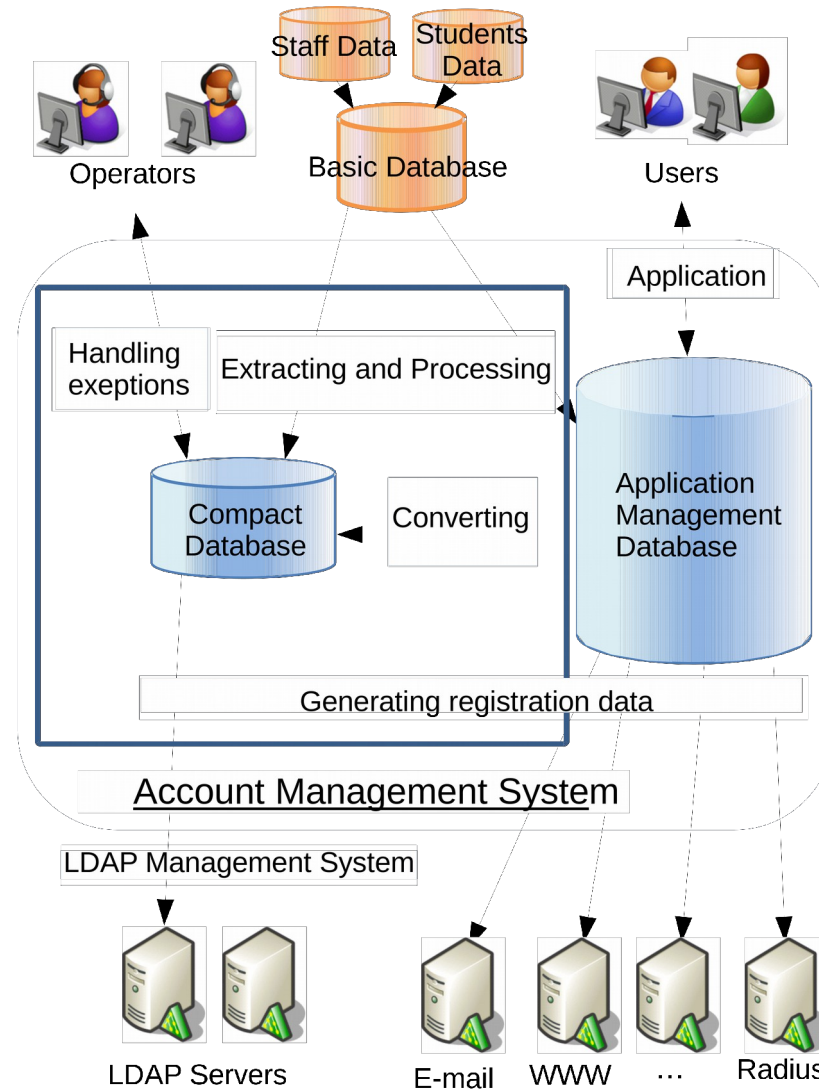 Staff Data
Students
Data
Operators
Basic Database
Users
Application
Handling
exeptions
Extracting and Processing
Compact
Database
Converting
Application
Management
Database
Generating registration data
Account Management System
LDAP Management System
LDAP Servers
E-mail
WWW
...
Radius